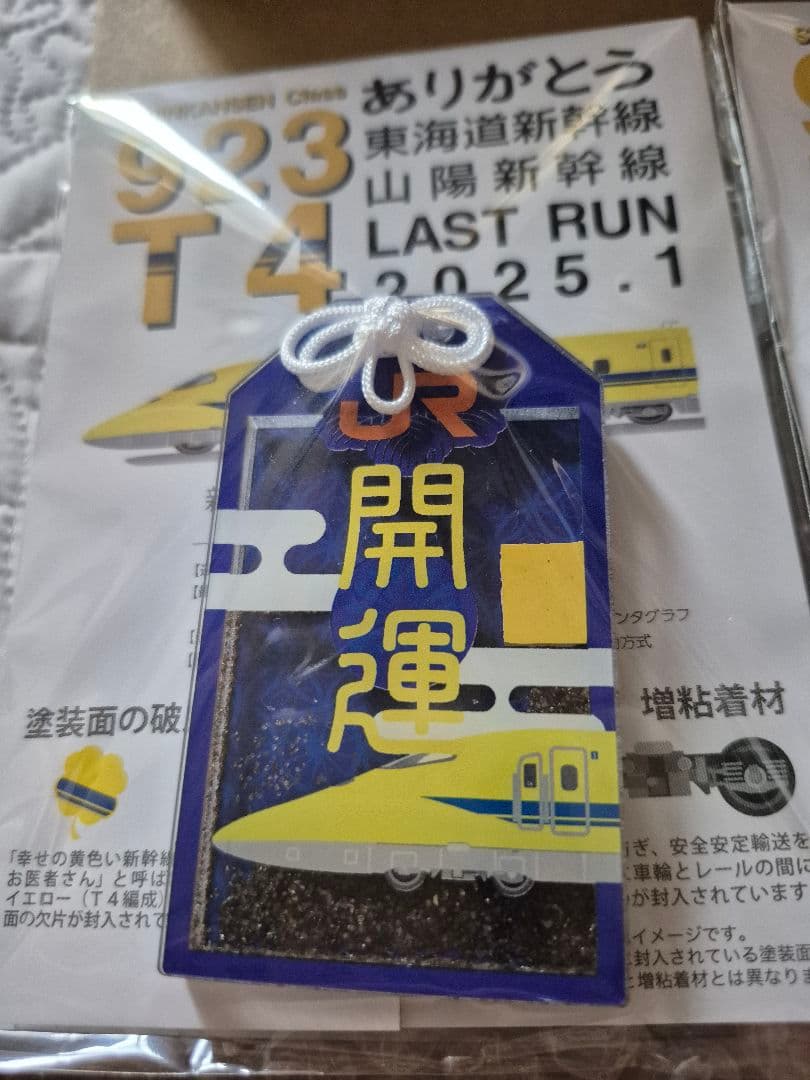 SHINKANSEN Class
923
T4
ありがとう
東海道新幹線
山陽新幹線
LAST RUN
2025.1
JR
開運
1
ンタグラフ
方式
塗装面の破
「幸せの黄色い新幹線
お医者さん」と呼ば
イエロー（T4編成）
面の欠片が封入されて
増粘着材
ぎ、安全安定輸送を
車輪とレールの間に
が封入されています
イメージです。
封入されている塗装面
増粘着材とは異なりま